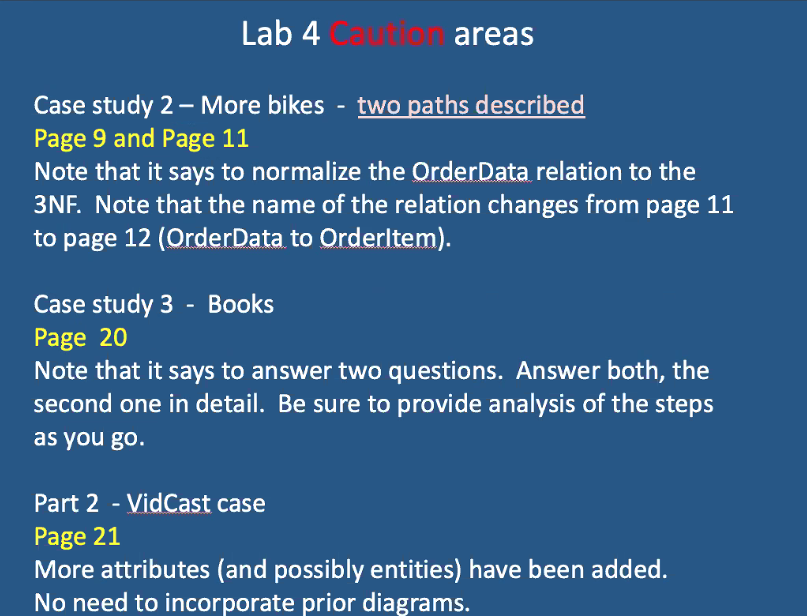 Lab 4 Caution areas
Case study 2 – More bikes - two paths described
Page 9 and Page 11
Note that it says to normalize the OrderData relation to the
3NF. Note that the name of the relation changes from page 11
to page 12 (OrderData to OrderItem).
Case study 3 - Books
Page 20
Note that it says to answer two questions. Answer both, the
second one in detail. Be sure to provide analysis of the steps
as you go.
Part 2 - VidCast case
Page 21
More attributes (and possibly entities) have been added.
No need to incorporate prior diagrams.